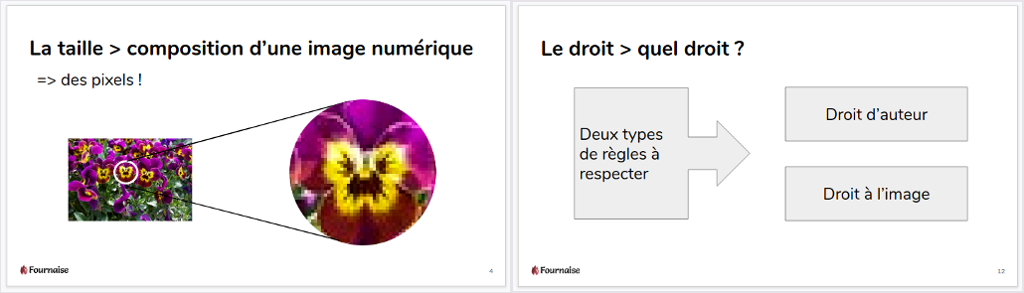 La taille > composition d’une image numérique
=> des pixels !
Fournaise
4
Le droit > quel droit ?
Deux types
de règles à
respecter
Droit d’auteur
Droit à l’image
Fournaise
12